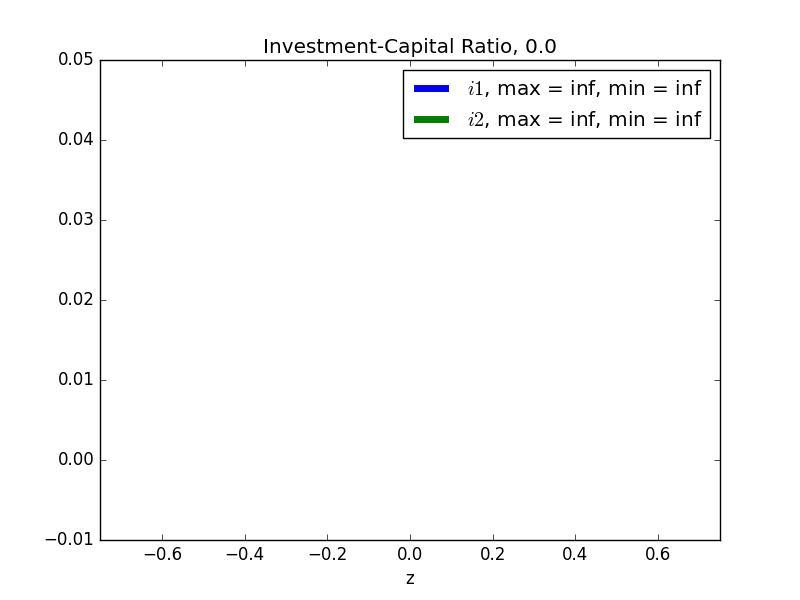 Investment-Capital Ratio, 0.0
0.05
i1, max = inf, min = inf
i2, max = inf, min = inf
0.04
0.03
0.02
0.01
0.00
−0.01
−0.6 −0.4 −0.2 0.0 0.2 0.4 0.6
z